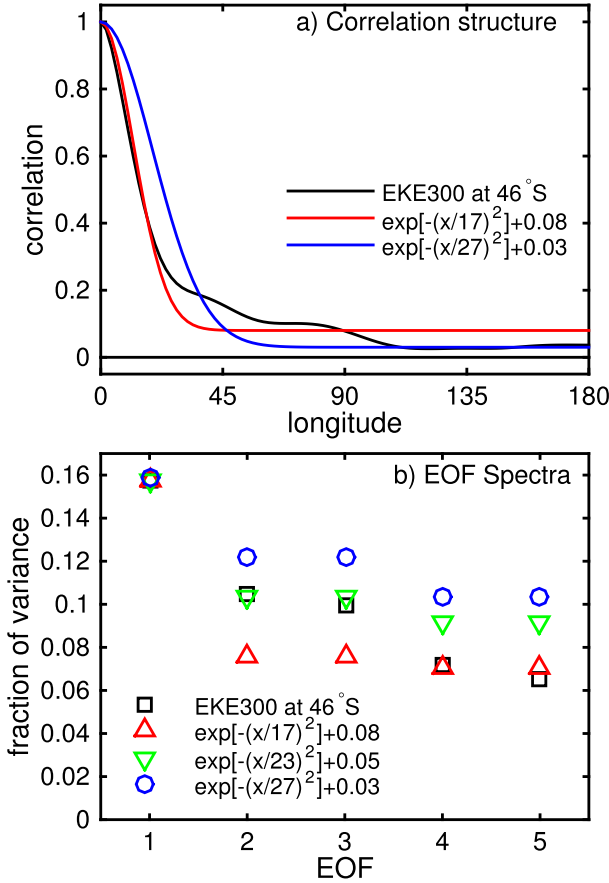 a) Correlation structure
1
0.8
0.6
0.4
0.2
0
correlation
EKE300 at 46°S
exp[-(x/17)²]+0.08
exp[-(x/27)²]+0.03
0 45 90 135 180
longitude
b) EOF Spectra
0.16
0.14
0.12
0.1
0.08
0.06
0.04
0.02
0
fraction of variance
EKE300 at 46°S
exp[-(x/17)²]+0.08
exp[-(x/23)²]+0.05
exp[-(x/27)²]+0.03
1 2 3 4 5
EOF